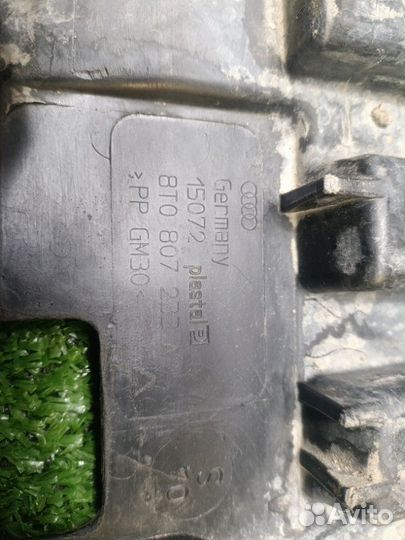 Germany
15072 plastal
8T0 807
>PP GM30<
A
S
Avito